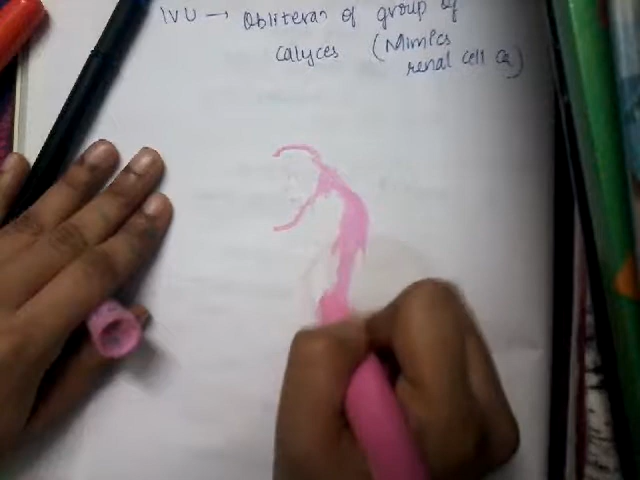 IVU → Obliteran of group of
calyces (Mimics
renal cell ca)